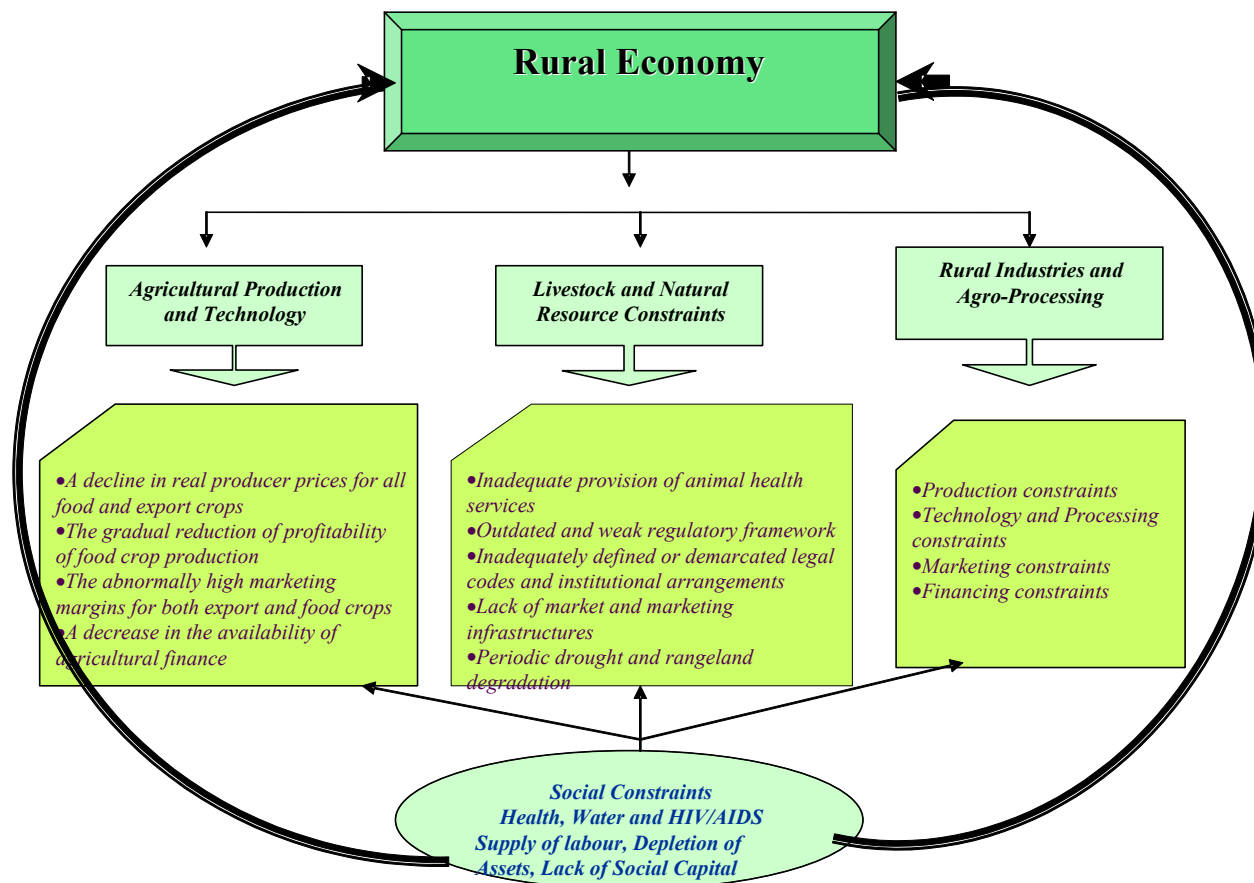 Rural Economy
Agricultural Production
and Technology
Livestock and Natural
Resource Constraints
Rural Industries and
Agro-Processing
•A decline in real producer prices for all
food and export crops
•The gradual reduction of profitability
of food crop production
•The abnormally high marketing
margins for both export and food crops
•A decrease in the availability of
agricultural finance
•Inadequate provision of animal health
services
•Outdated and weak regulatory framework
•Inadequately defined or demarcated legal
codes and institutional arrangements
•Lack of market and marketing
infrastructures
•Periodic drought and rangeland
degradation
•Production constraints
•Technology and Processing
constraints
•Marketing constraints
•Financing constraints
Social Constraints
Health, Water and HIV/AIDS
Supply of labour, Depletion of
Assets, Lack of Social Capital